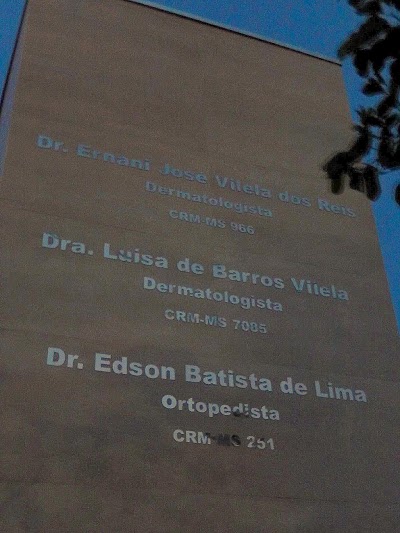 Dr. Ernani José Vilela dos Reis
Dermatologista
CRM-MS 966
Dra. Luisa de Barros Vilela
Dermatologista
CRM-MS 7085
Dr. Edson Batista de Lima
Ortopedista
CRM-MS 251